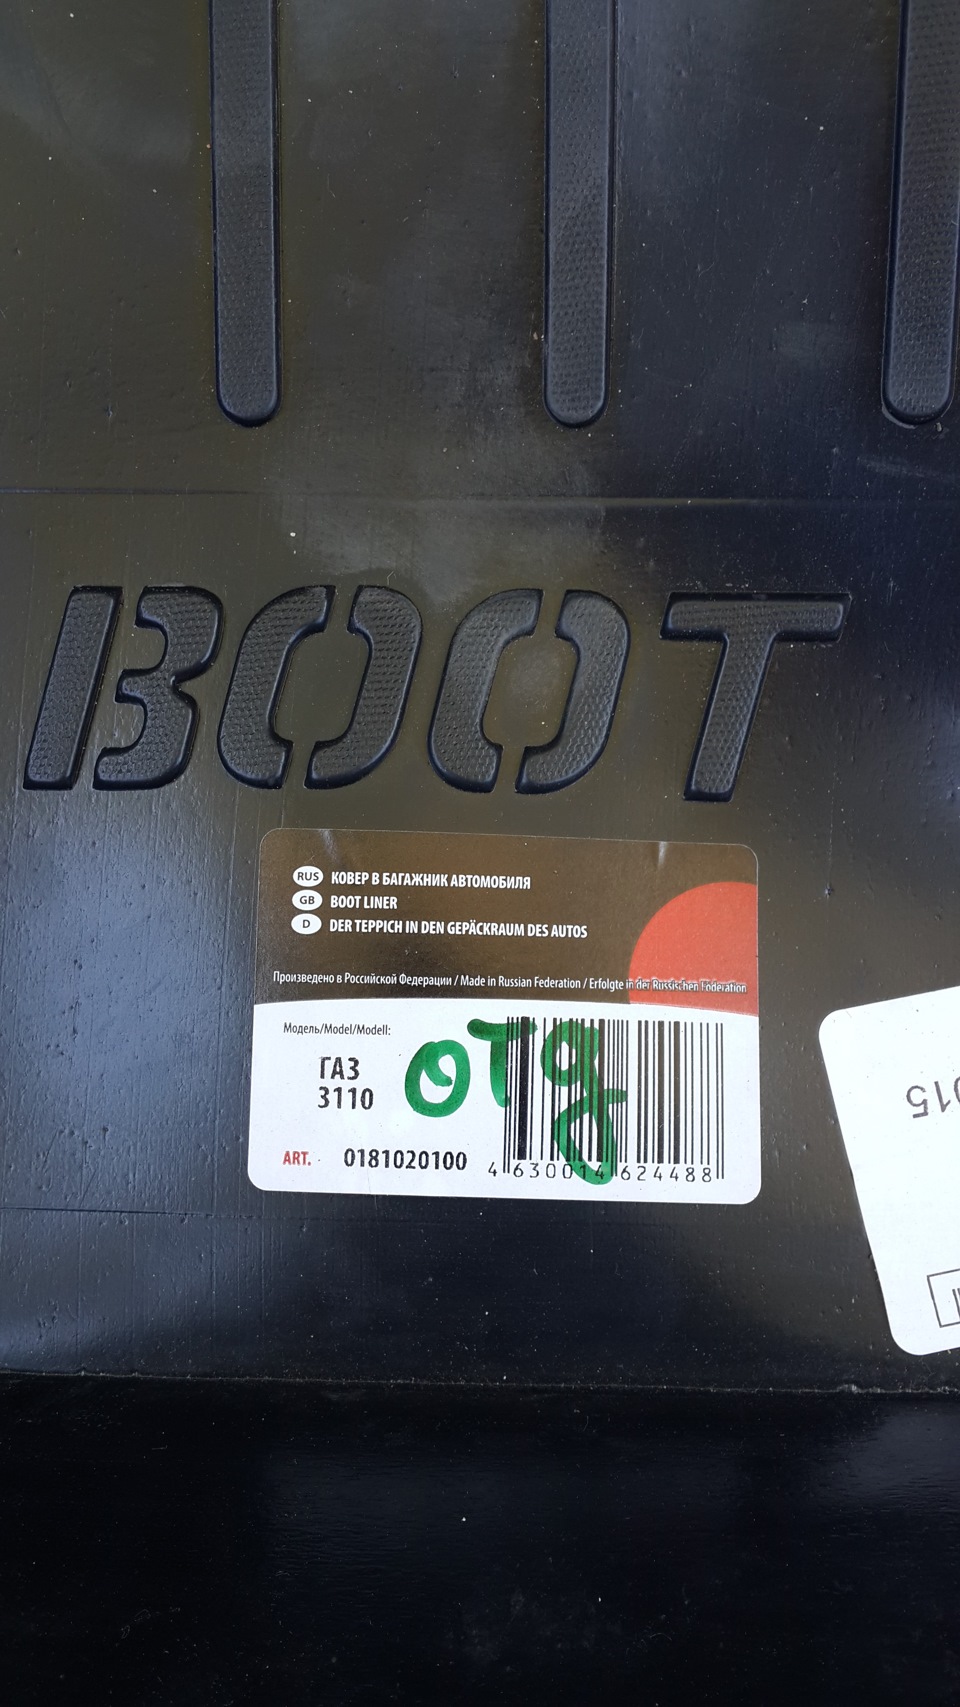 BOOT
RUS КОВЕР В БАГАЖНИК АВТОМОБИЛЯ
GB BOOT LINER
D DER TEPPICH IN DEN GEPÄCKRAUM DES AUTOS
Произведено в Российской Федерации / Made in Russian Federation / Erfolgte in der Russischen Föderation
Модель/Model/Modell:
ГАЗ
3110
ART. 0181020100
4 630014 624488
015